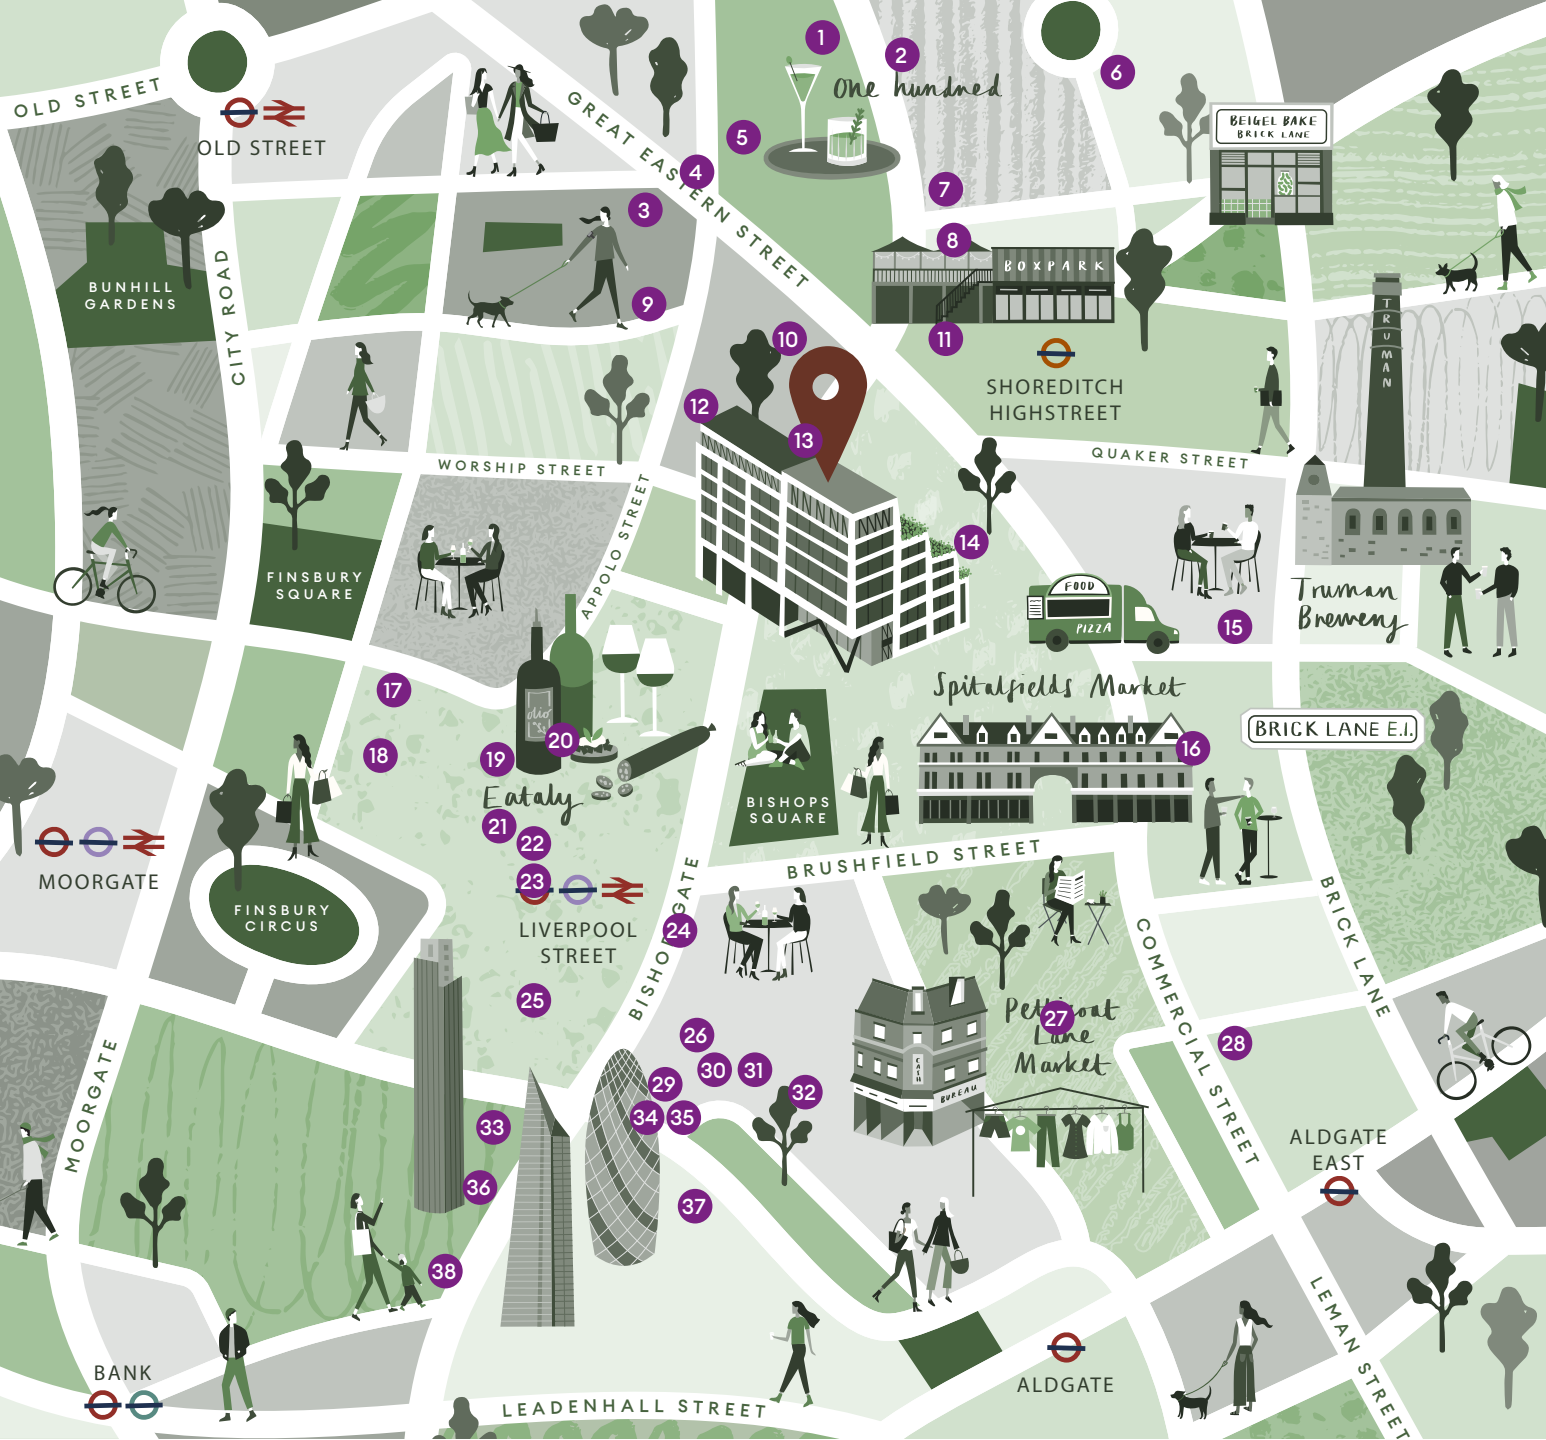 1
2
One hundred
6
OLD STREET
GREAT EASTERN STREET
OLD STREET
5
BEIGEL BAKE
BRICK LANE
4
7
3
8
BOXPARK
BUNHILL
GARDENS
CITY ROAD
9
10
11
SHOREDITCH
HIGHSTREET
TRUMAN
12
13
WORSHIP STREET
QUAKER STREET
14
APPOLO STREET
FINSBURY
SQUARE
FOOD
PIZZA
15
Truman
Brewery
17
Spitalfields Market
olio
18
19
20
16
BRICK LANE E.I.
Eataly
BISHOPS
SQUARE
21
22
MOORGATE
23
BRUSHFIELD STREET
FINSBURY
CIRCUS
LIVERPOOL
STREET
24
BISHOPSGATE
COMMERCIAL STREET
BRICK LANE
25
Petticoat
27
Lane
Market
26
28
CASH
BUREAU
29
30
31
32
MOORGATE
33
34
35
ALDGATE
EAST
36
37
38
LEMAN STREET
BANK
ALDGATE
LEADENHALL STREET